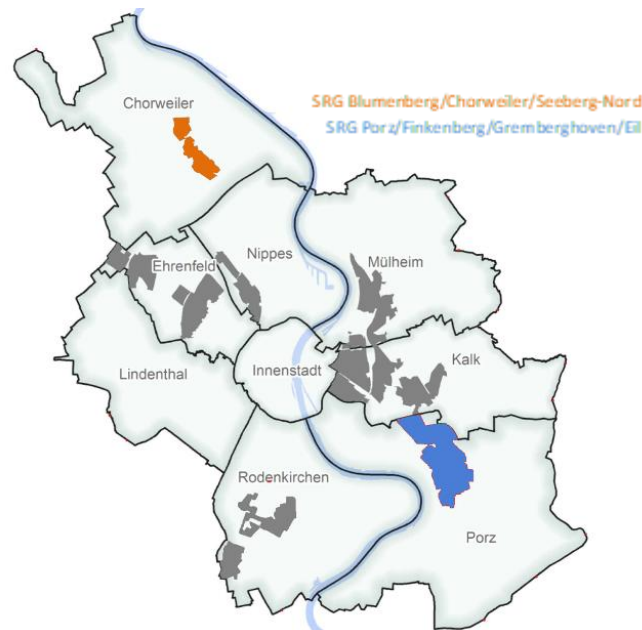 Chorweiler
SRG Blumenberg/Chorweiler/Seeberg-Nord
SRG Porz/Finkenberg/Gremberghoven/Eil
Nippes
Ehrenfeld
Mülheim
Kalk
Innenstadt
Lindenthal
Rodenkirchen
Porz